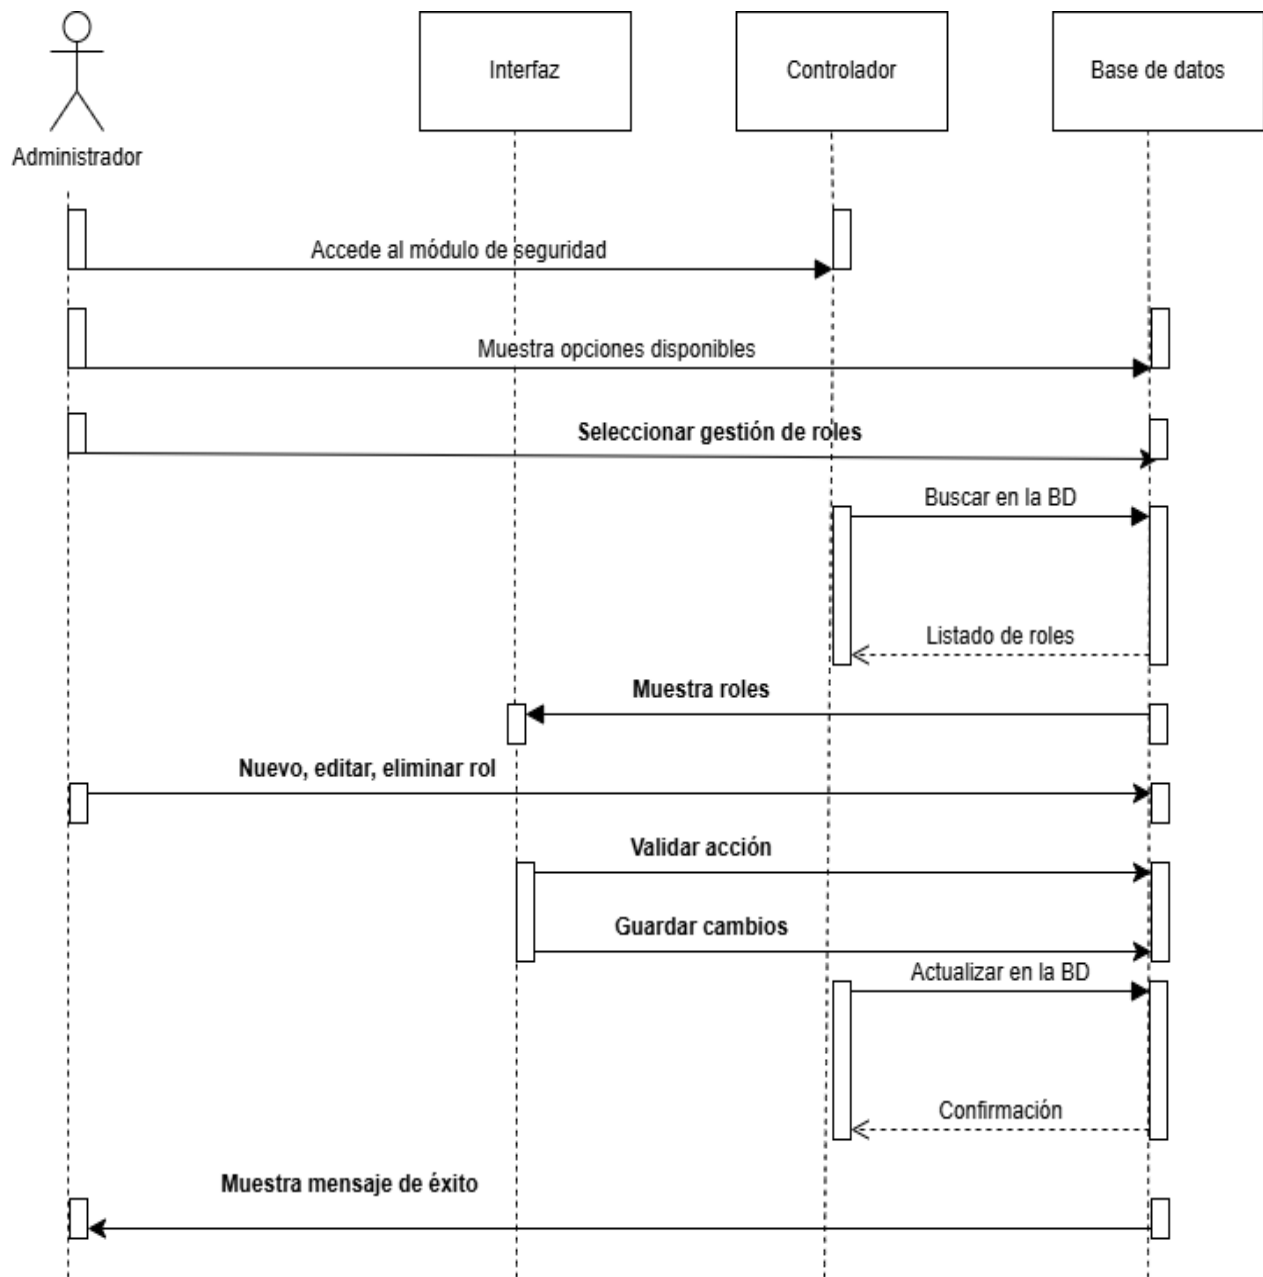 Interfaz
Controlador
Base de datos
Administrador
Accede al módulo de seguridad
Muestra opciones disponibles
Seleccionar gestión de roles
Buscar en la BD
Listado de roles
Muestra roles
Nuevo, editar, eliminar rol
Validar acción
Guardar cambios
Actualizar en la BD
Confirmación
Muestra mensaje de éxito